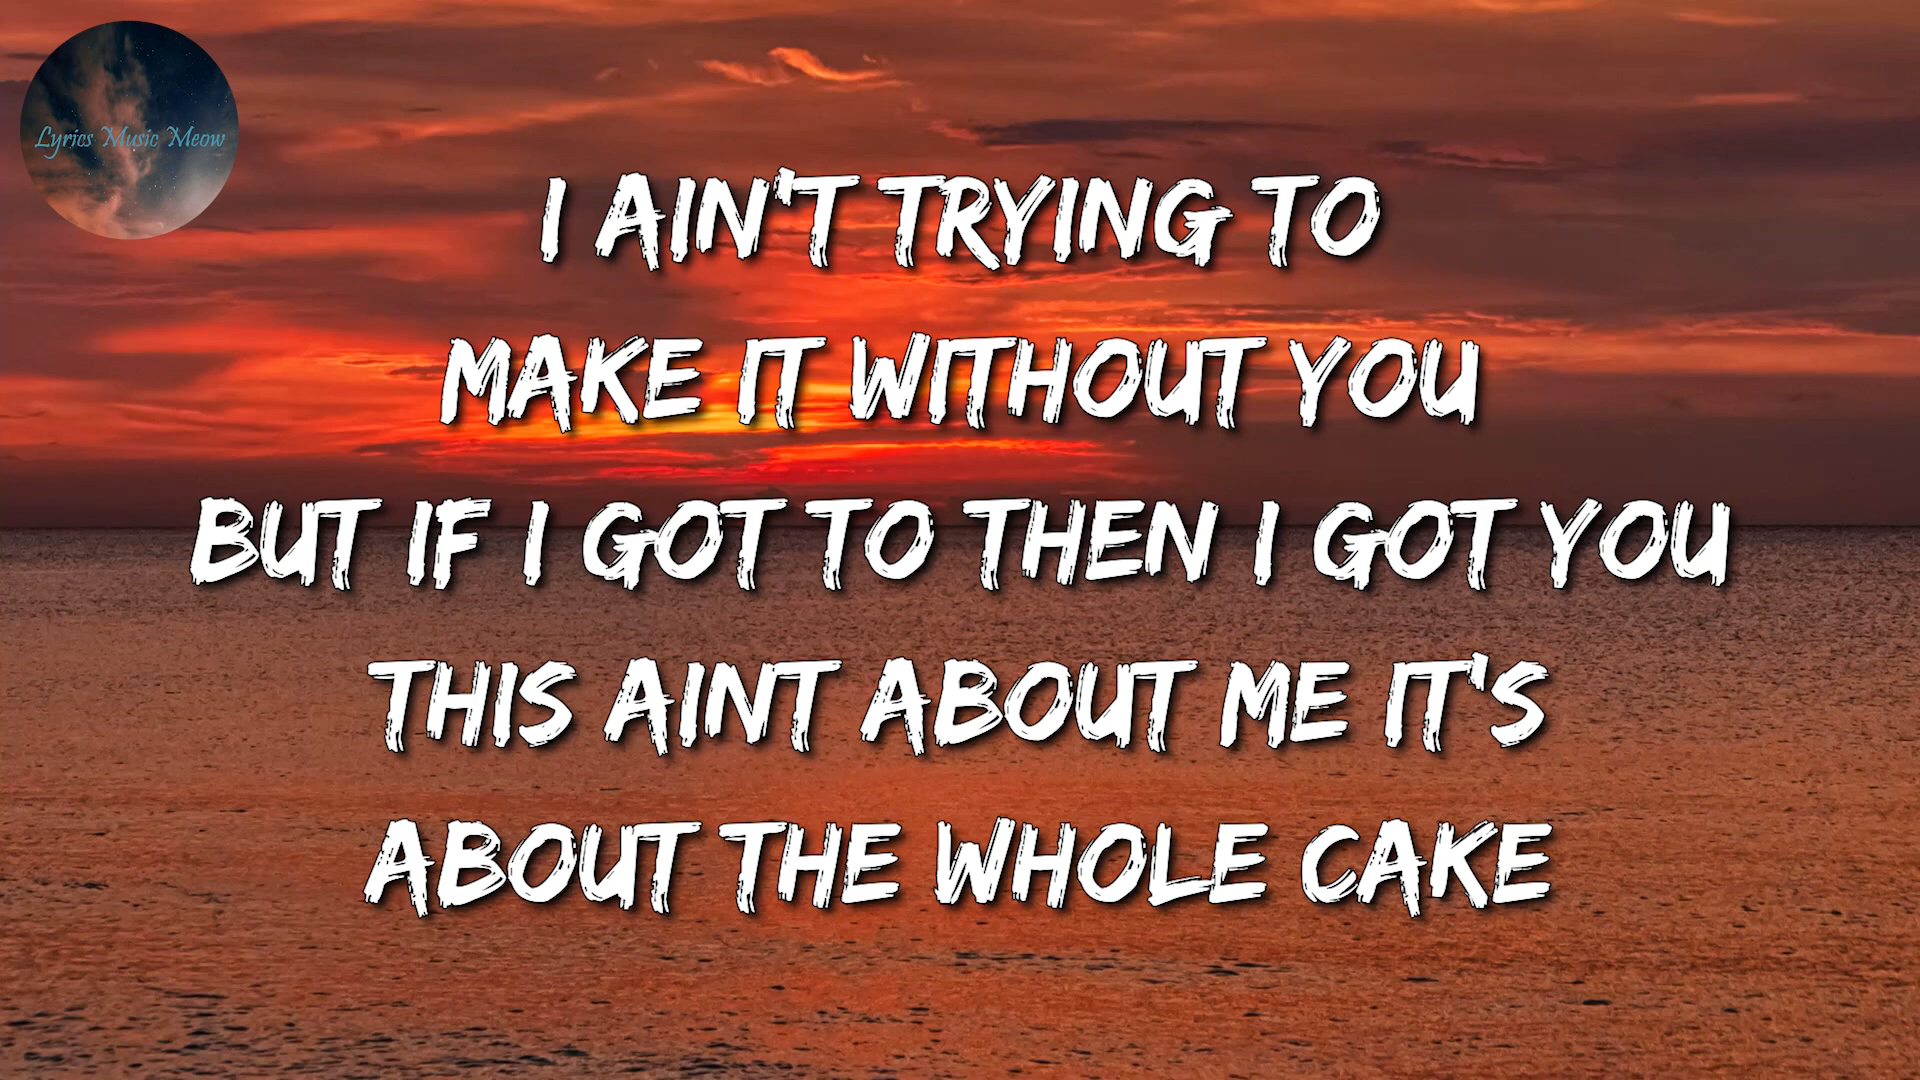 Lyrics Music Meow
I AIN'T TRYING TO
MAKE IT WITHOUT YOU
BUT IF I GOT TO THEN I GOT YOU
THIS AINT ABOUT ME IT'S
ABOUT THE WHOLE CAKE